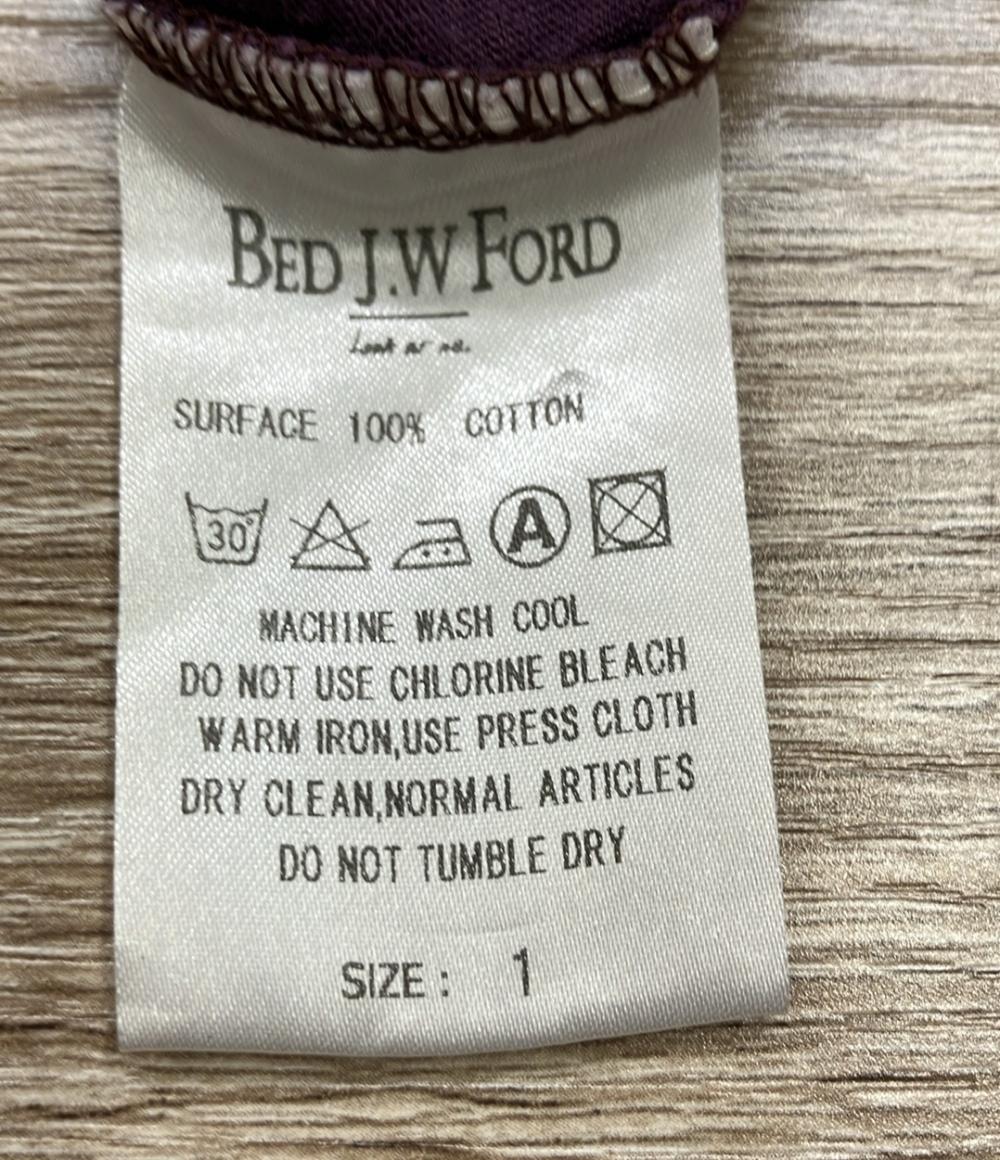 BED J.W FORD
SURFACE 100% COTTON
30° A
MACHINE WASH COOL
DO NOT USE CHLORINE BLEACH
WARM IRON,USE PRESS CLOTH
DRY CLEAN,NORMAL ARTICLES
DO NOT TUMBLE DRY
SIZE : 1